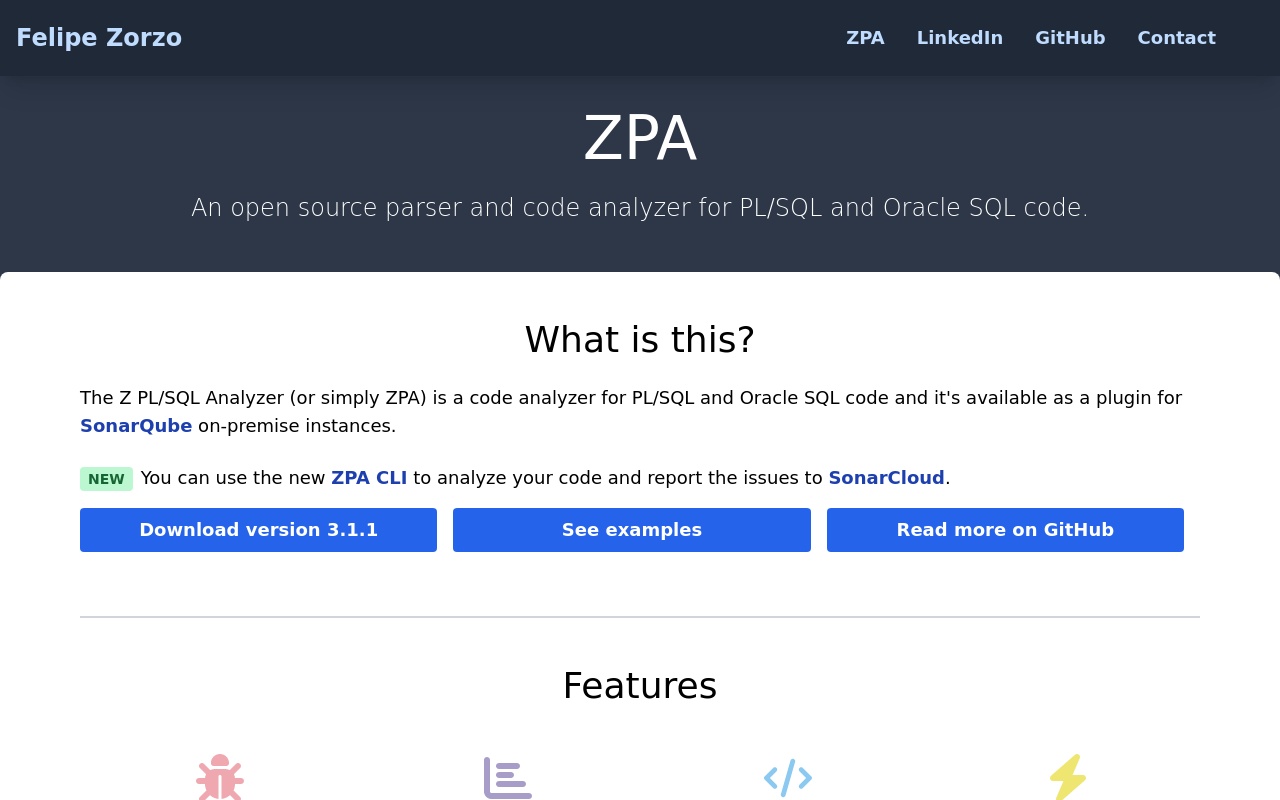 Felipe Zorzo
ZPA LinkedIn GitHub Contact
ZPA
An open source parser and code analyzer for PL/SQL and Oracle SQL code.
What is this?
The Z PL/SQL Analyzer (or simply ZPA) is a code analyzer for PL/SQL and Oracle SQL code and it's available as a plugin for
SonarQube on-premise instances.
NEW You can use the new ZPA CLI to analyze your code and report the issues to SonarCloud.
Download version 3.1.1
See examples
Read more on GitHub
Features